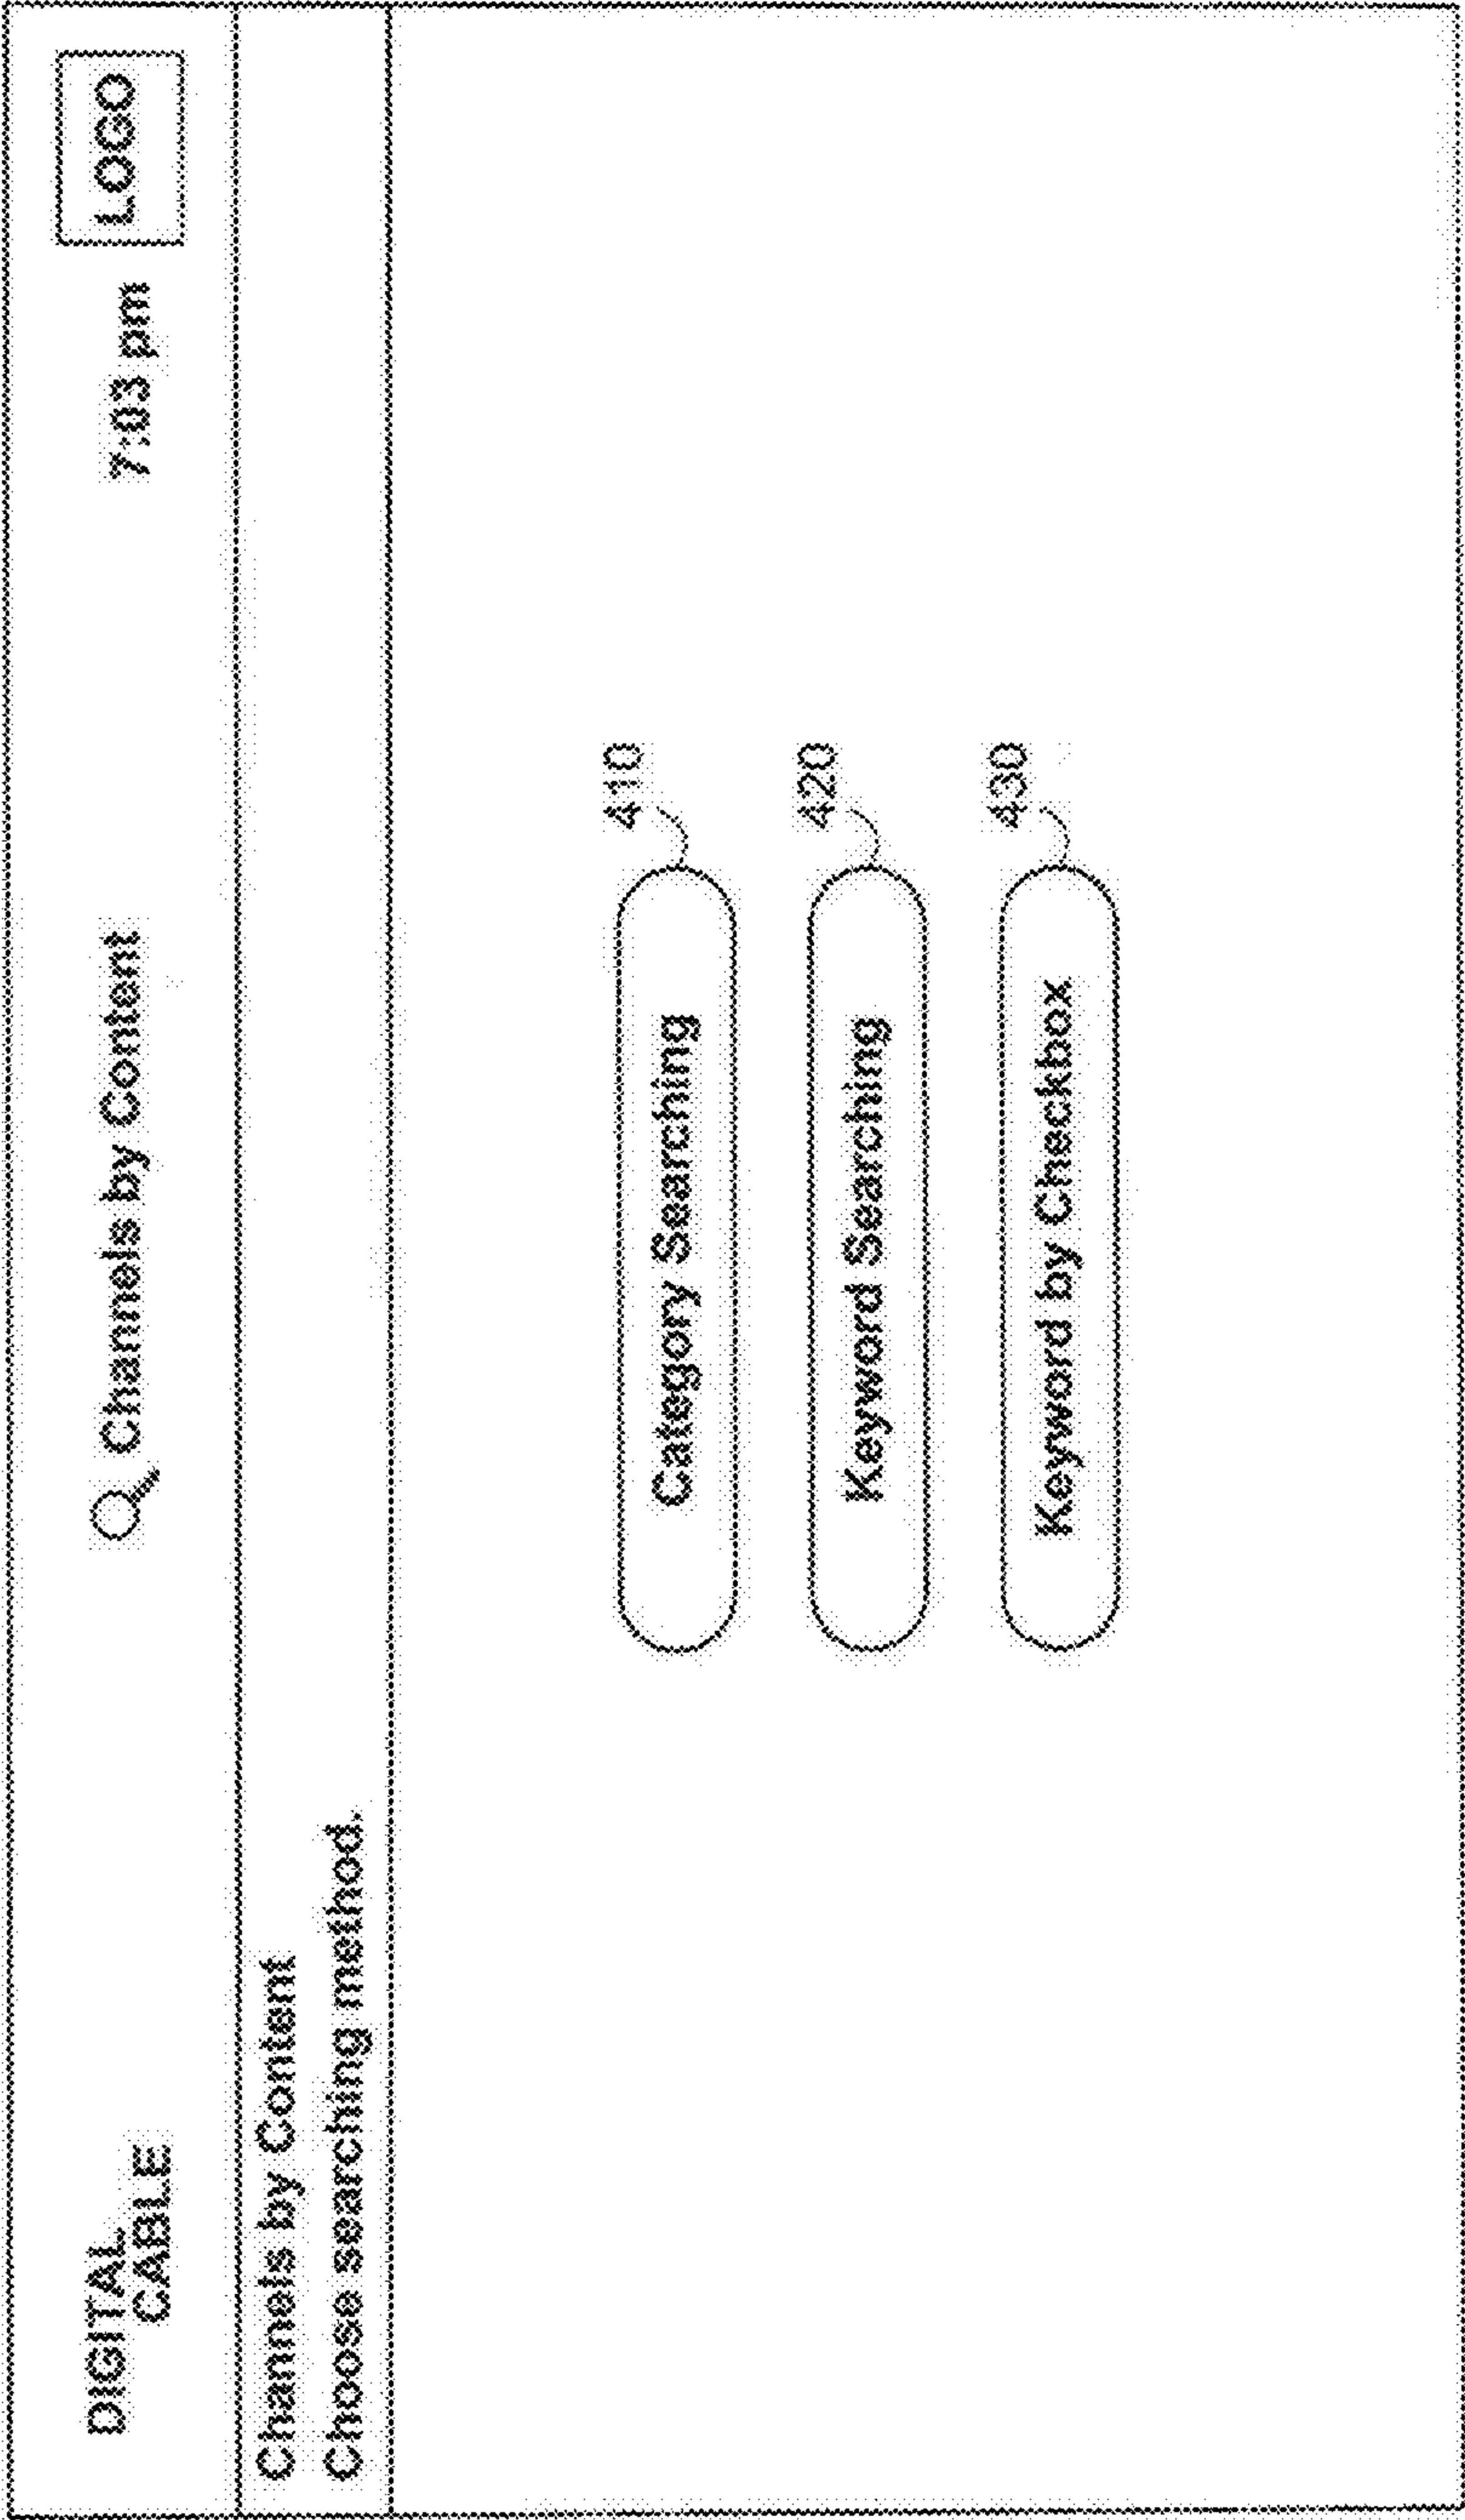 DIGITAL
CABLE
Channels by Content
7:03 pm
LOGO
Channels by Content
Choose searching method.
410
Category Searching
420
Keyword Searching
430
Keyword by Checkbox